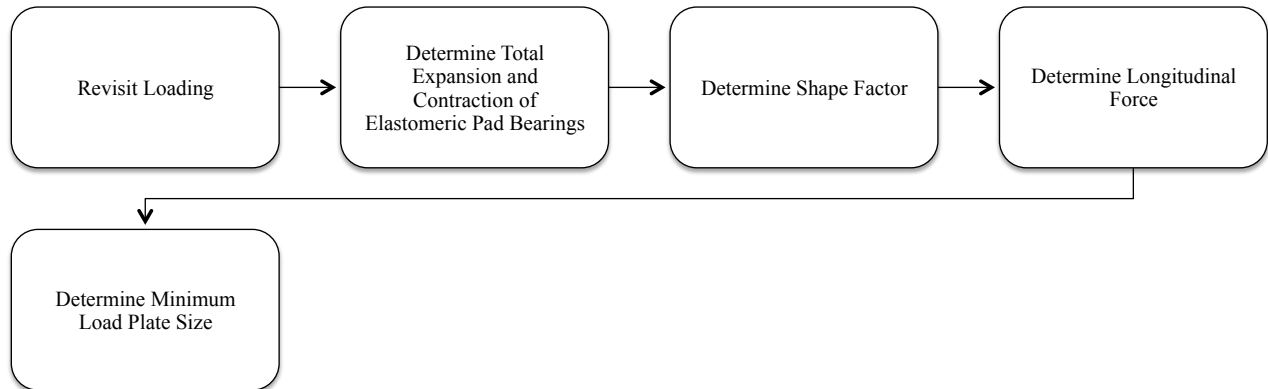 Revisit Loading
Determine Total
Expansion and
Contraction of
Elastomeric Pad Bearings
Determine Shape Factor
Determine Longitudinal
Force
Determine Minimum
Load Plate Size